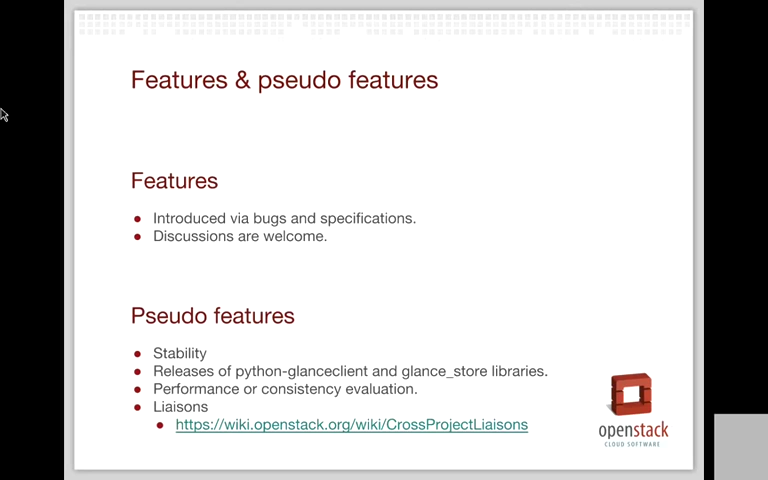 Features & pseudo features
Features
Introduced via bugs and specifications.
Discussions are welcome.
Pseudo features
Stability
Releases of python-glanceclient and glance_store libraries.
Performance or consistency evaluation.
Liaisons
https://wiki.openstack.org/wiki/CrossProjectLiaisons
openstack
CLOUD SOFTWARE